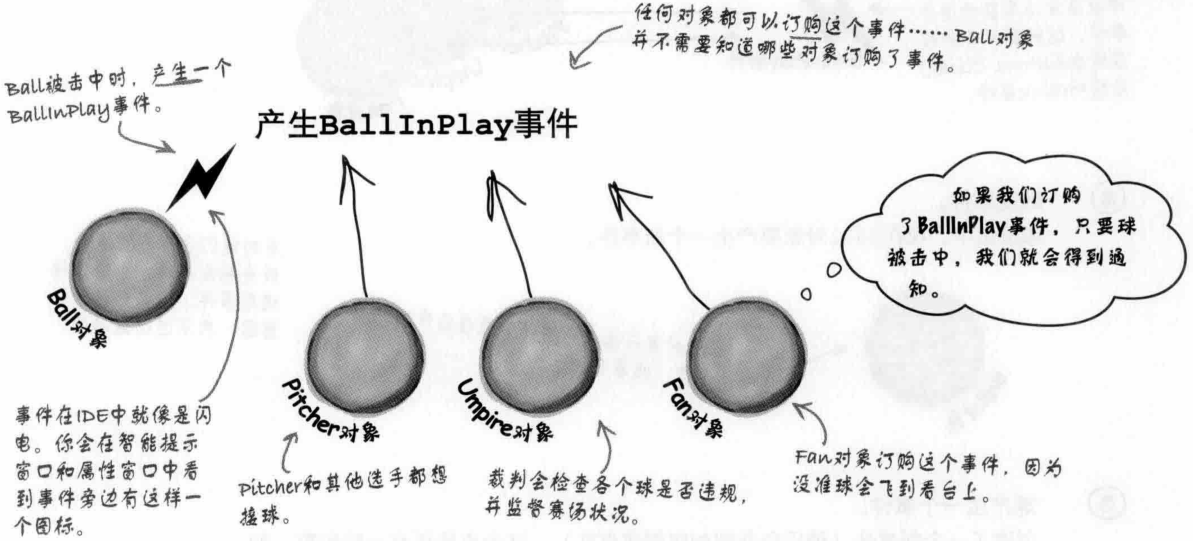 任何对象都可以订购这个事件…… Ball对象
并不需要知道哪些对象订购了事件。
Ball被击中时，产生一个
BallInPlay事件。
产生BallInPlay事件
如果我们订购
了BallInPlay事件，只要球
被击中，我们就会得到通
知。
Ball对象
Pitcher对象
Umpire对象
Fan对象
事件在IDE中就像是闪
电。你会在智能提示
窗口和属性窗口中看
到事件旁边有这样一
个图标。
Pitcher和其他选手都想
接球。
裁判会检查各个球是否违规，
并监督赛场状况。
Fan对象订购这个事件，因为
没准球会飞到看台上。